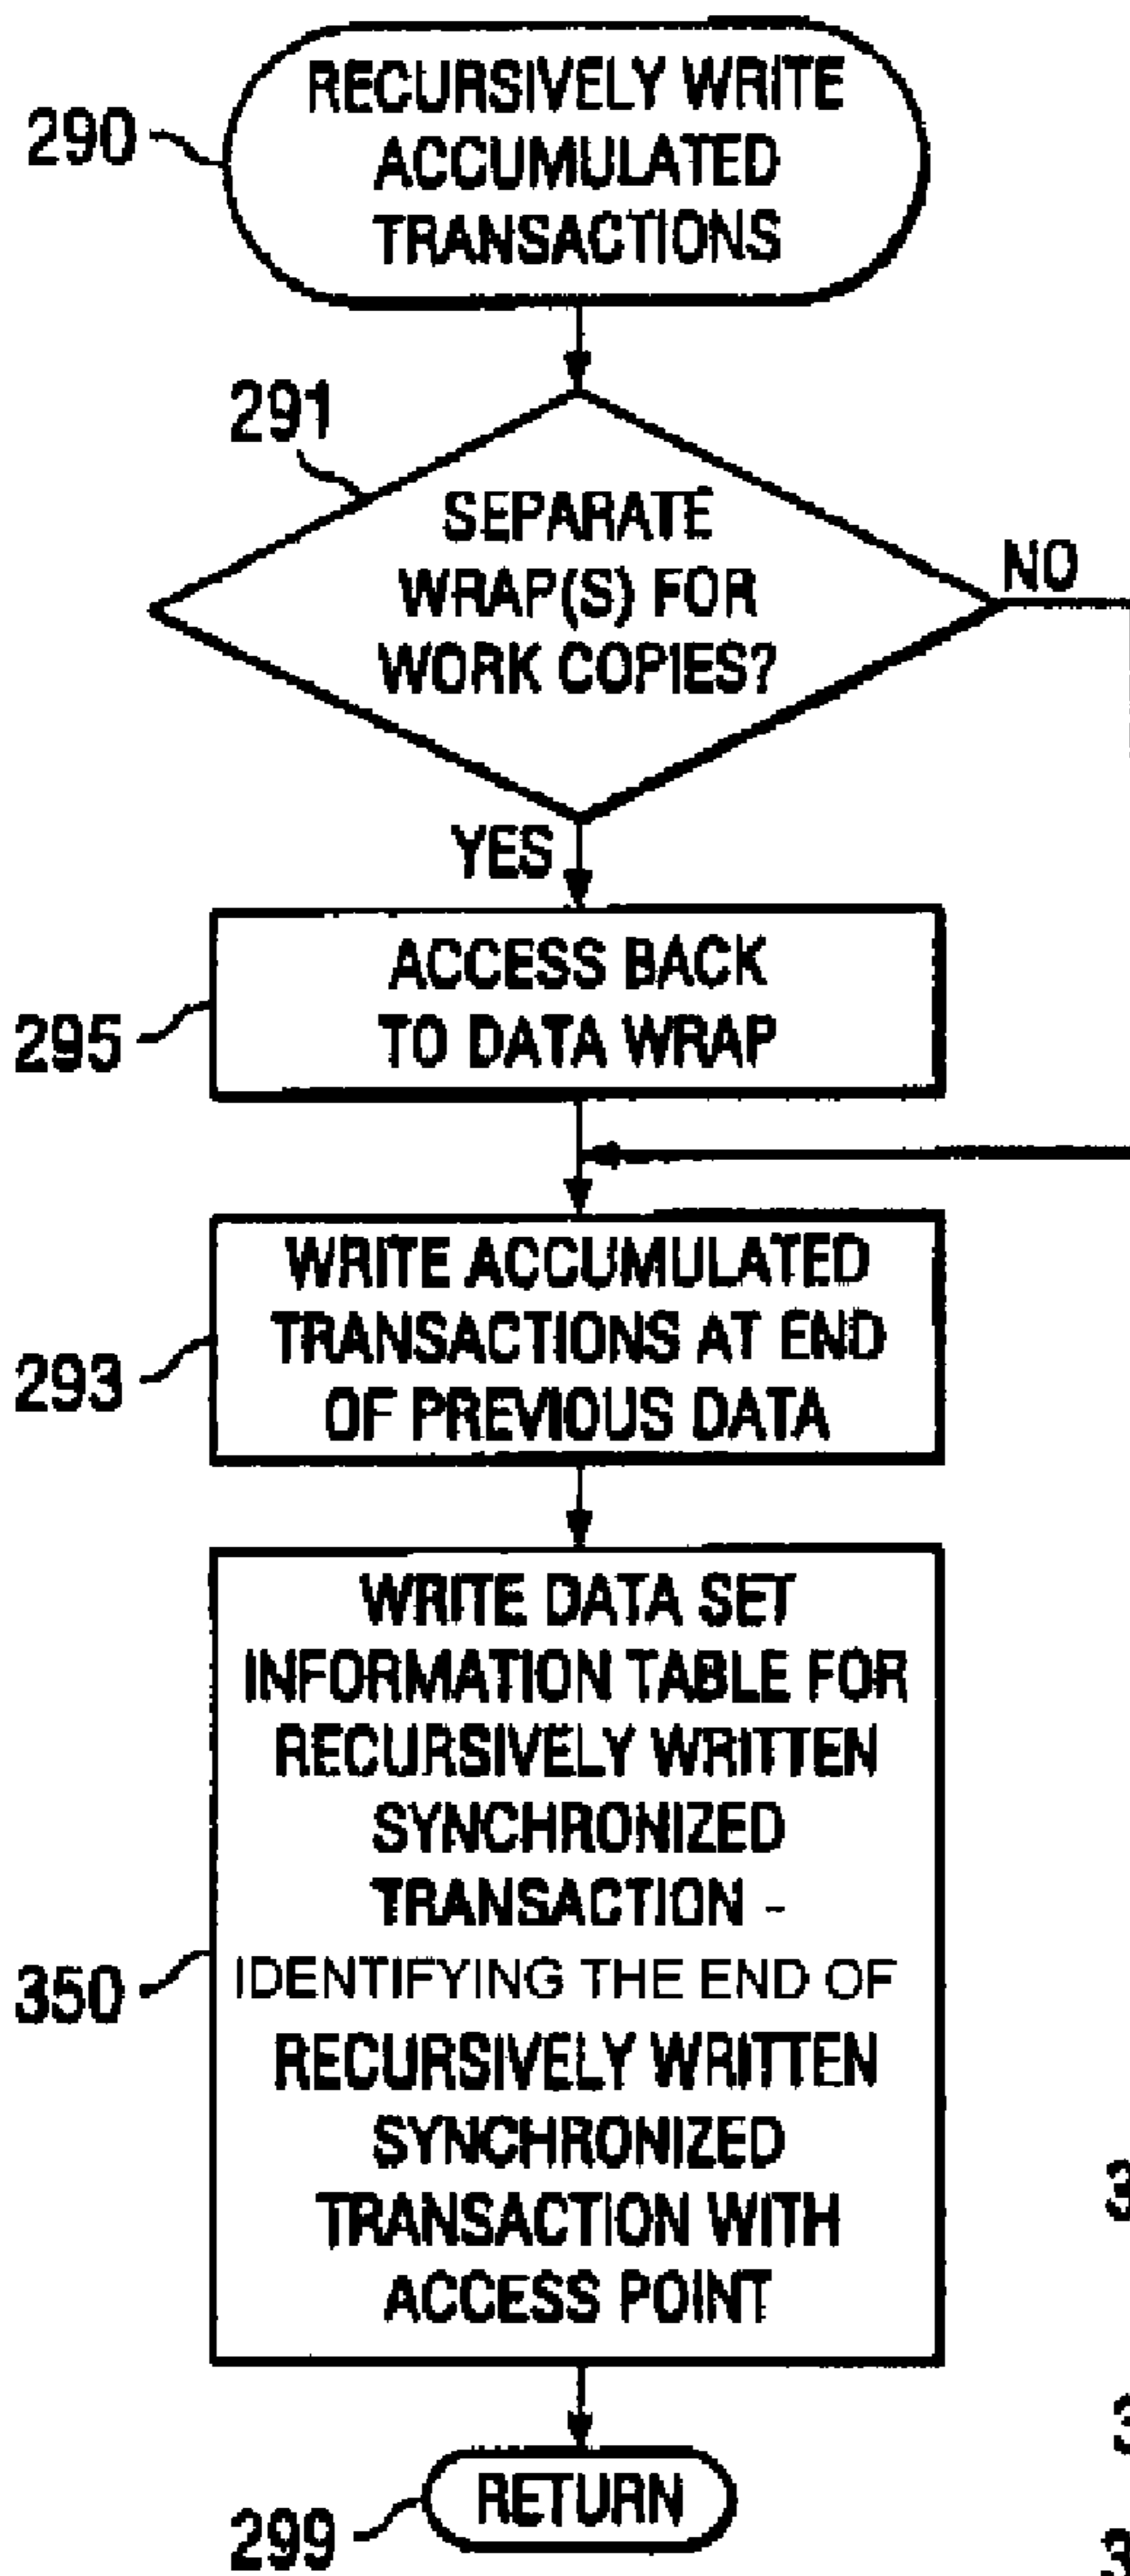 290
RECURSIVELY WRITE
ACCUMULATED
TRANSACTIONS
291
SEPARATE
WRAP(S) FOR
WORK COPIES?
NO
YES
295
ACCESS BACK
TO DATA WRAP
293
WRITE ACCUMULATED
TRANSACTIONS AT END
OF PREVIOUS DATA
350
WRITE DATA SET
INFORMATION TABLE FOR
RECURSIVELY WRITTEN
SYNCHRONIZED
TRANSACTION -
IDENTIFYING THE END OF
RECURSIVELY WRITTEN
SYNCHRONIZED
TRANSACTION WITH
ACCESS POINT
299
RETURN